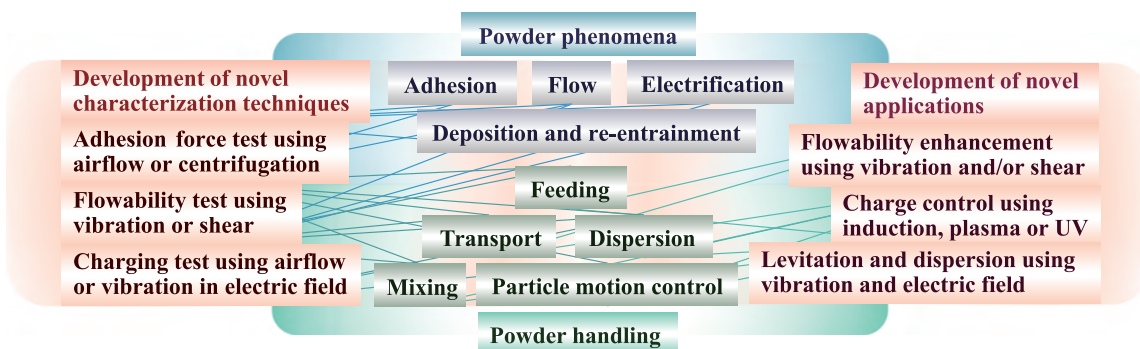 Powder phenomena
Development of novel
characterization techniques
Adhesion force test using
airflow or centrifugation
Flowability test using
vibration or shear
Charging test using airflow
or vibration in electric field
Adhesion
Flow
Electrification
Deposition and re-entrainment
Feeding
Transport
Dispersion
Mixing
Particle motion control
Powder handling
Development of novel
applications
Flowability enhancement
using vibration and/or shear
Charge control using
induction, plasma or UV
Levitation and dispersion using
vibration and electric field